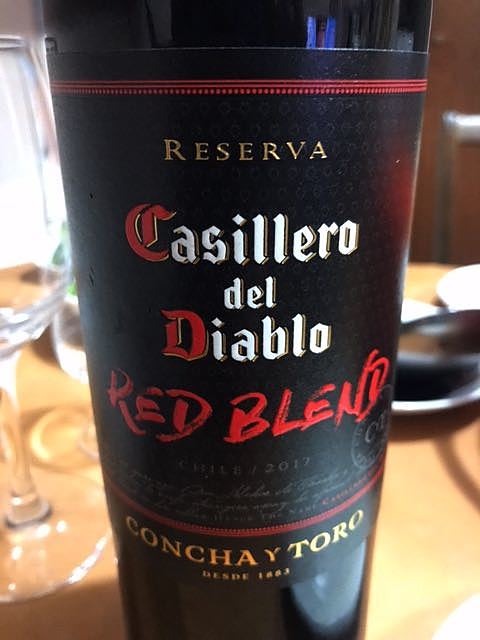 RESERVA
Casillero
del
Diablo
RED BLEND
CHILE / 2017
CONCHA Y TORO
DESDE 1883